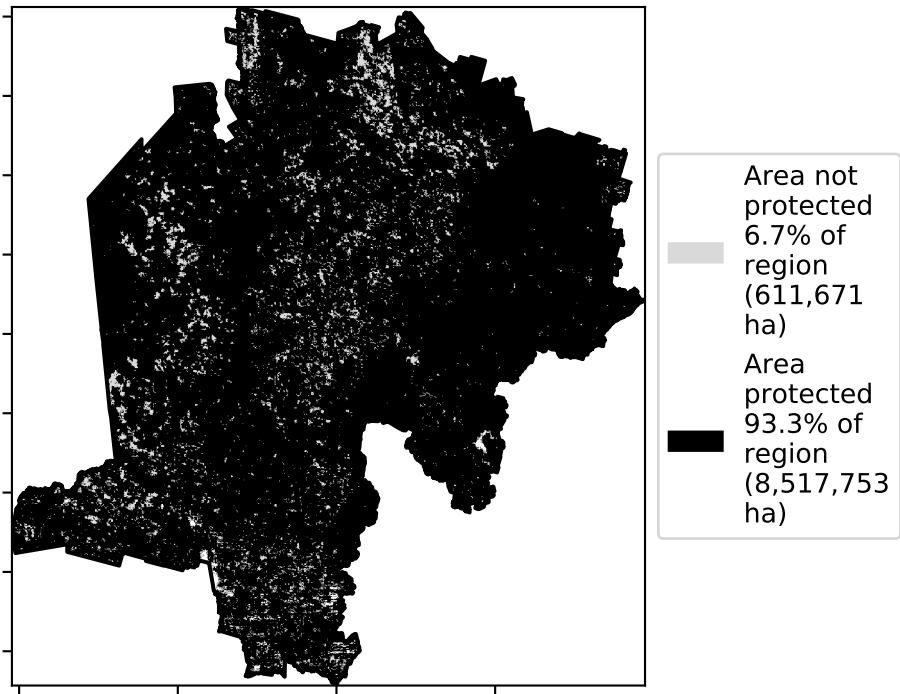 Area not
protected
6.7% of
region
(611,671
ha)
Area
protected
93.3% of
region
(8,517,753
ha)